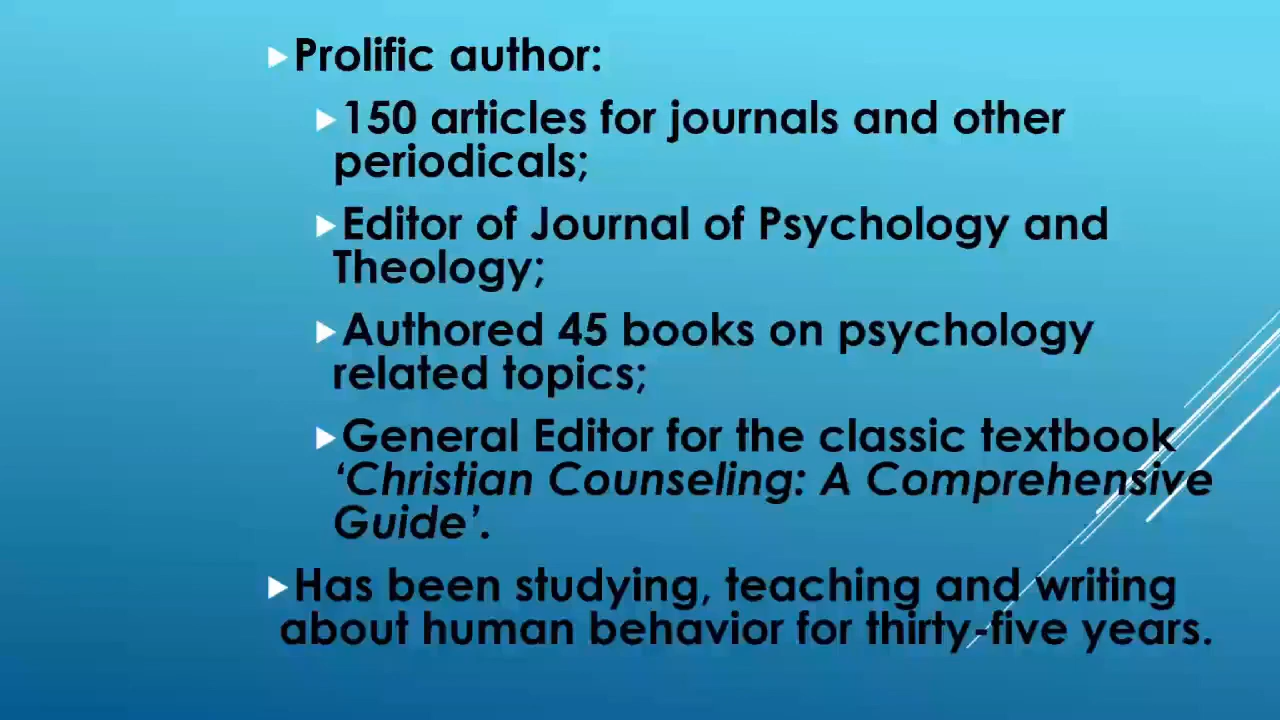 Prolific author:
150 articles for journals and other
periodicals;
Editor of Journal of Psychology and
Theology;
Authored 45 books on psychology
related topics;
General Editor for the classic textbook
‘Christian Counseling: A Comprehensive
Guide’.
Has been studying, teaching and writing
about human behavior for thirty-five years.